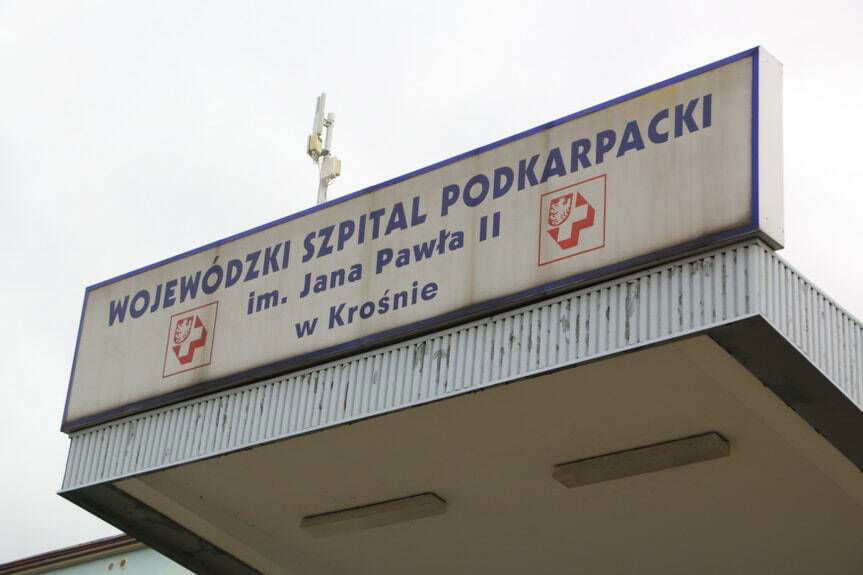 WOJEWÓDZKI SZPITAL PODKARPACKI
im. Jana Pawła II
w Krośnie